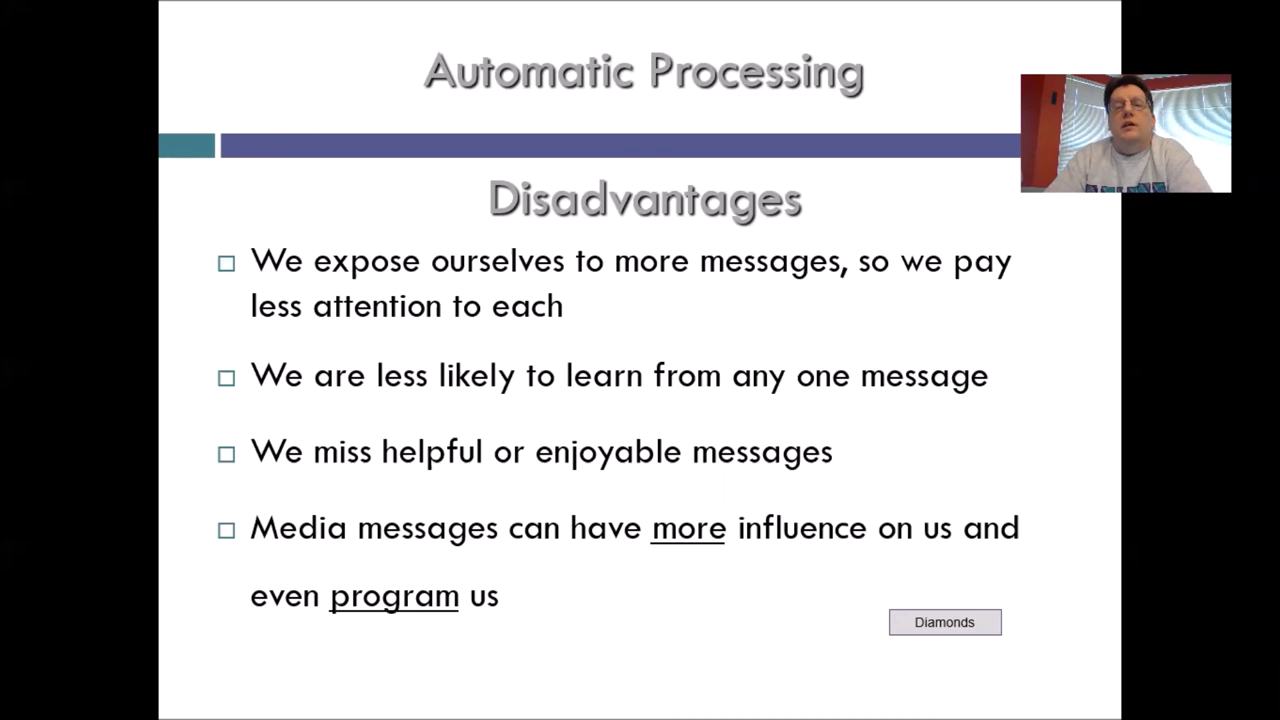 Automatic Processing
Disadvantages
We expose ourselves to more messages, so we pay
less attention to each
We are less likely to learn from any one message
We miss helpful or enjoyable messages
Media messages can have more influence on us and
even program us
Diamonds